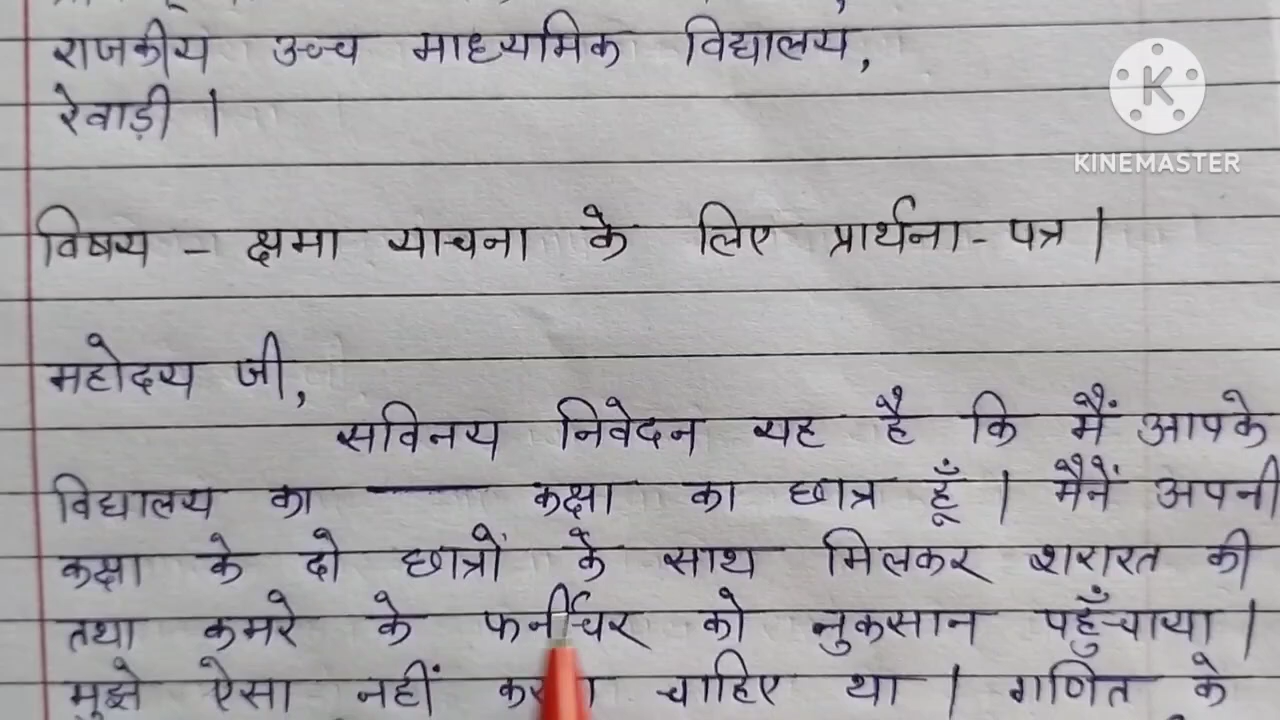 राजकीय उच्च माध्यमिक विद्यालय,
रेवाड़ी ।
K
KINEMASTER
विषय - क्षमा याचना के लिए प्रार्थना-पत्र ।
महोदय जी,
सविनय निवेदन यह है कि मैं आपके
विद्यालय का —— कक्षा का छात्र हूँ । मैनें अपनी
कक्षा के दो छात्रों के साथ मिलकर शरारत की
तथा कमरे के फर्नीचर को नुकसान पहुँचाया ।
मुझे ऐसा नहीं चाहिए था । गणित के